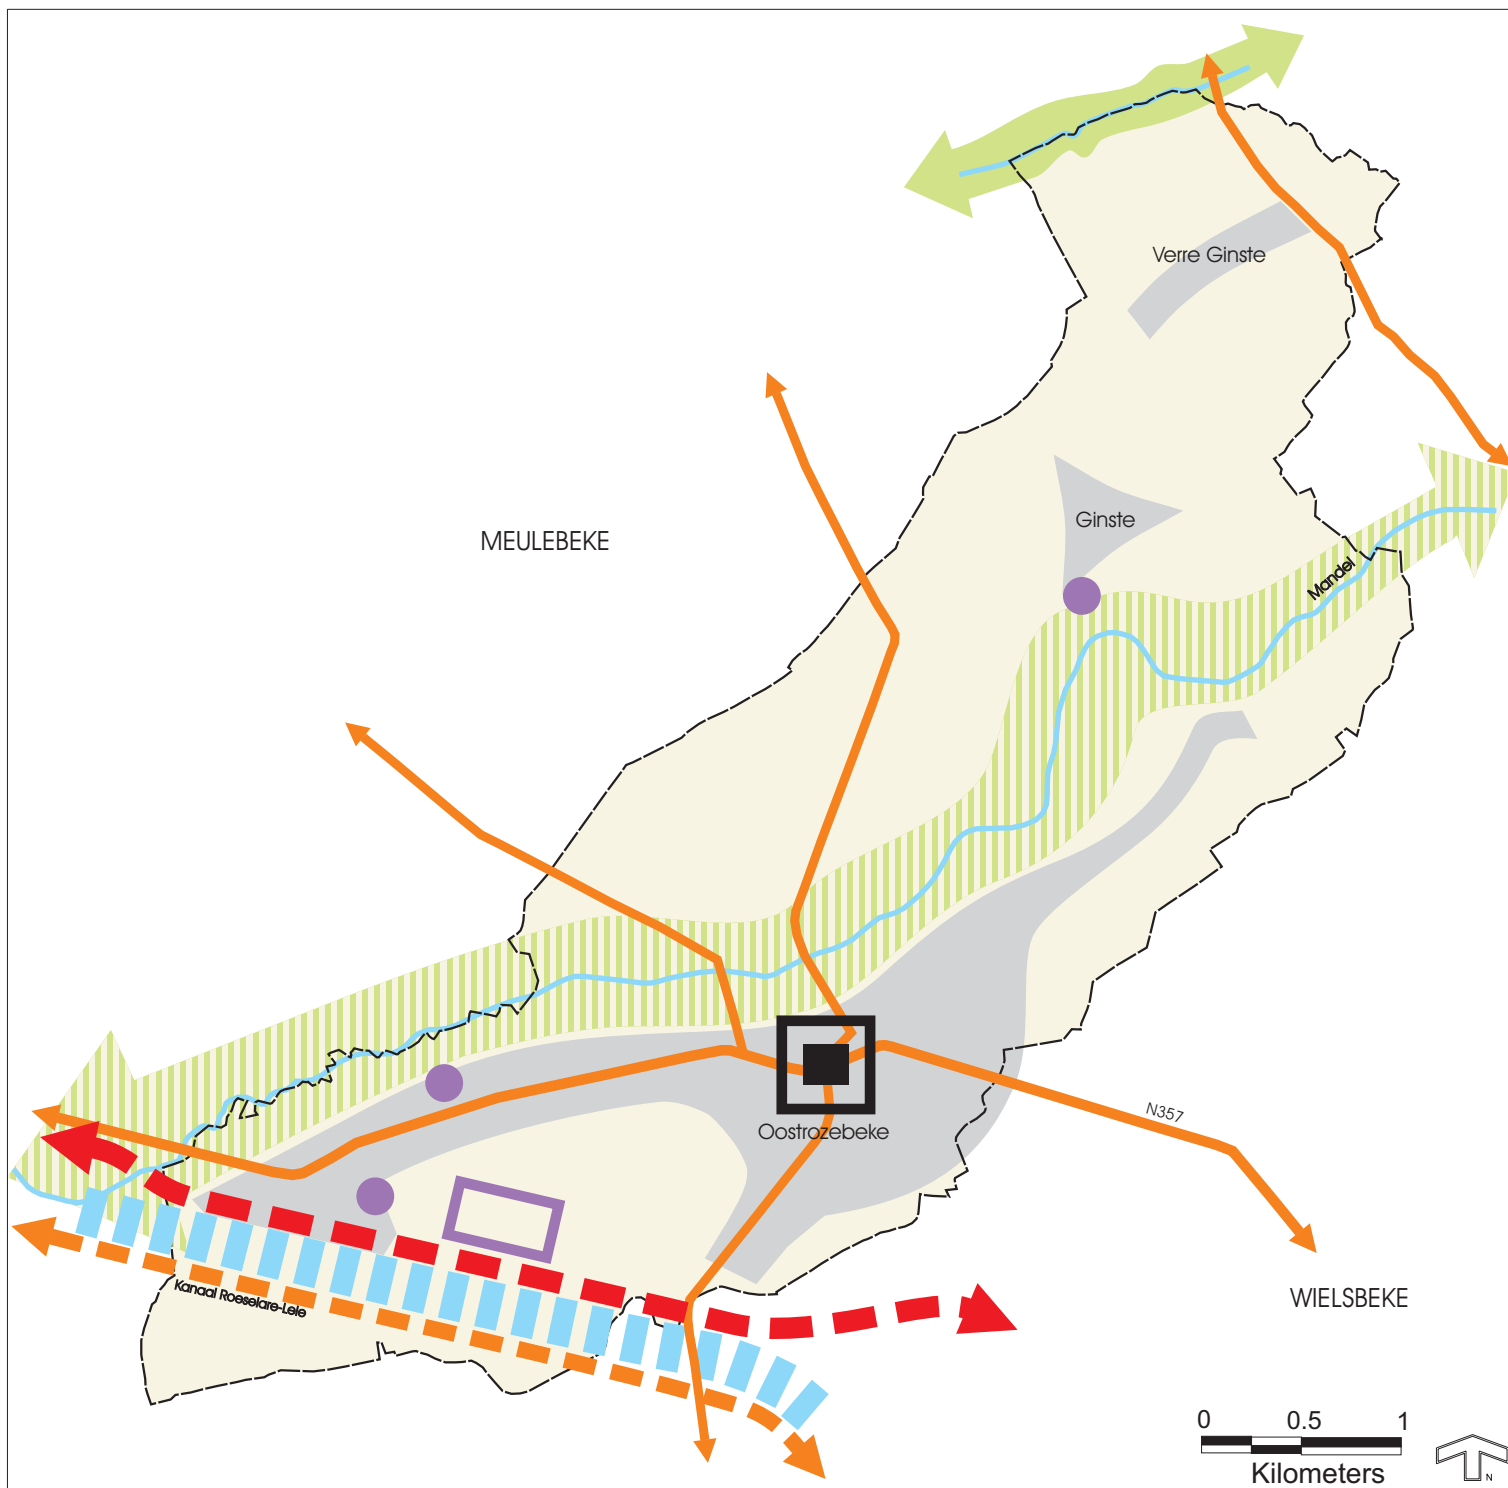 Verre Ginste
Ginste
MEULEBEKE
Mandel
N357
Oostrozebeke
Kanaal Roeselare-Leie
WIELSBEKE
0 0.5 1
Kilometers
N